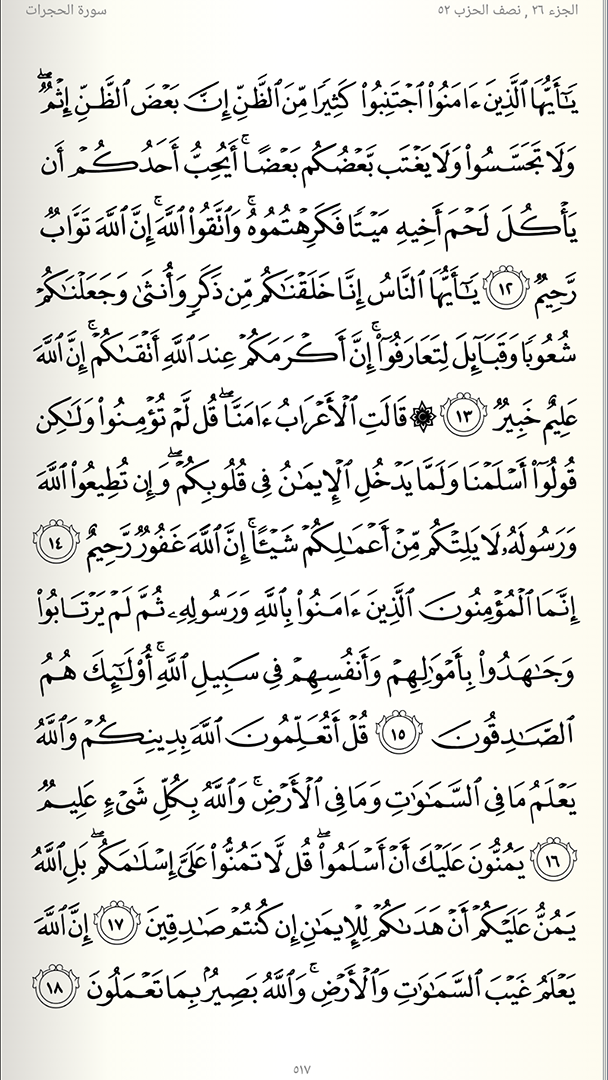 الجزء ٢٦ , نصف الحزب ٥٢
سورة الحجرات
يَٰٓأَيُّهَا ٱلَّذِينَ ءَامَنُوا۟ ٱجْتَنِبُوا۟ كَثِيرًا مِّنَ ٱلظَّنِّ إِنَّ بَعْضَ ٱلظَّنِّ إِثْمٌ ۖ
وَلَا تَجَسَّسُوا۟ وَلَا يَغْتَب بَّعْضُكُم بَعْضًا ۚ أَيُحِبُّ أَحَدُكُمْ أَن
يَأْكُلَ لَحْمَ أَخِيهِ مَيْتًا فَكَرِهْتُمُوهُ ۚ وَٱتَّقُوا۟ ٱللَّهَ ۚ إِنَّ ٱللَّهَ تَوَّابٌ
رَّحِيمٌ ١٢ يَٰٓأَيُّهَا ٱلنَّاسُ إِنَّا خَلَقْنَٰكُم مِّن ذَكَرٍ وَأُنثَىٰ وَجَعَلْنَٰكُمْ
شُعُوبًا وَقَبَآئِلَ لِتَعَارَفُوٓا۟ ۚ إِنَّ أَكْرَمَكُمْ عِندَ ٱللَّهِ أَتْقَىٰكُمْ ۚ إِنَّ ٱللَّهَ
عَلِيمٌ خَبِيرٌ ١٣ ۞ قَالَتِ ٱلْأَعْرَابُ ءَامَنَّا ۖ قُل لَّمْ تُؤْمِنُوا۟ وَلَٰكِن
قُولُوٓا۟ أَسْلَمْنَا وَلَمَّا يَدْخُلِ ٱلْإِيمَٰنُ فِى قُلُوبِكُمْ ۖ وَإِن تُطِيعُوا۟ ٱللَّهَ
وَرَسُولَهُۥ لَا يَلِتْكُم مِّنْ أَعْمَٰلِكُمْ شَيْـًٔا ۚ إِنَّ ٱللَّهَ غَفُورٌ رَّحِيمٌ ١٤
إِنَّمَا ٱلْمُؤْمِنُونَ ٱلَّذِينَ ءَامَنُوا۟ بِٱللَّهِ وَرَسُولِهِۦ ثُمَّ لَمْ يَرْتَابُوا۟
وَجَٰهَدُوا۟ بِأَمْوَٰلِهِمْ وَأَنفُسِهِمْ فِى سَبِيلِ ٱللَّهِ ۚ أُو۟لَٰٓئِكَ هُمُ
ٱلصَّٰدِقُونَ ١٥ قُلْ أَتُعَلِّمُونَ ٱللَّهَ بِدِينِكُمْ وَٱللَّهُ
يَعْلَمُ مَا فِى ٱلسَّمَٰوَٰتِ وَمَا فِى ٱلْأَرْضِ ۚ وَٱللَّهُ بِكُلِّ شَىْءٍ عَلِيمٌ
١٦ يَمُنُّونَ عَلَيْكَ أَنْ أَسْلَمُوا۟ ۖ قُل لَّا تَمُنُّوا۟ عَلَىَّ إِسْلَٰمَكُم ۖ بَلِ ٱللَّهُ
يَمُنُّ عَلَيْكُمْ أَنْ هَدَىٰكُمْ لِلْإِيمَٰنِ إِن كُنتُمْ صَٰدِقِينَ ١٧ إِنَّ ٱللَّهَ
يَعْلَمُ غَيْبَ ٱلسَّمَٰوَٰتِ وَٱلْأَرْضِ ۚ وَٱللَّهُ بَصِيرٌۢ بِمَا تَعْمَلُونَ ١٨
٥١٧